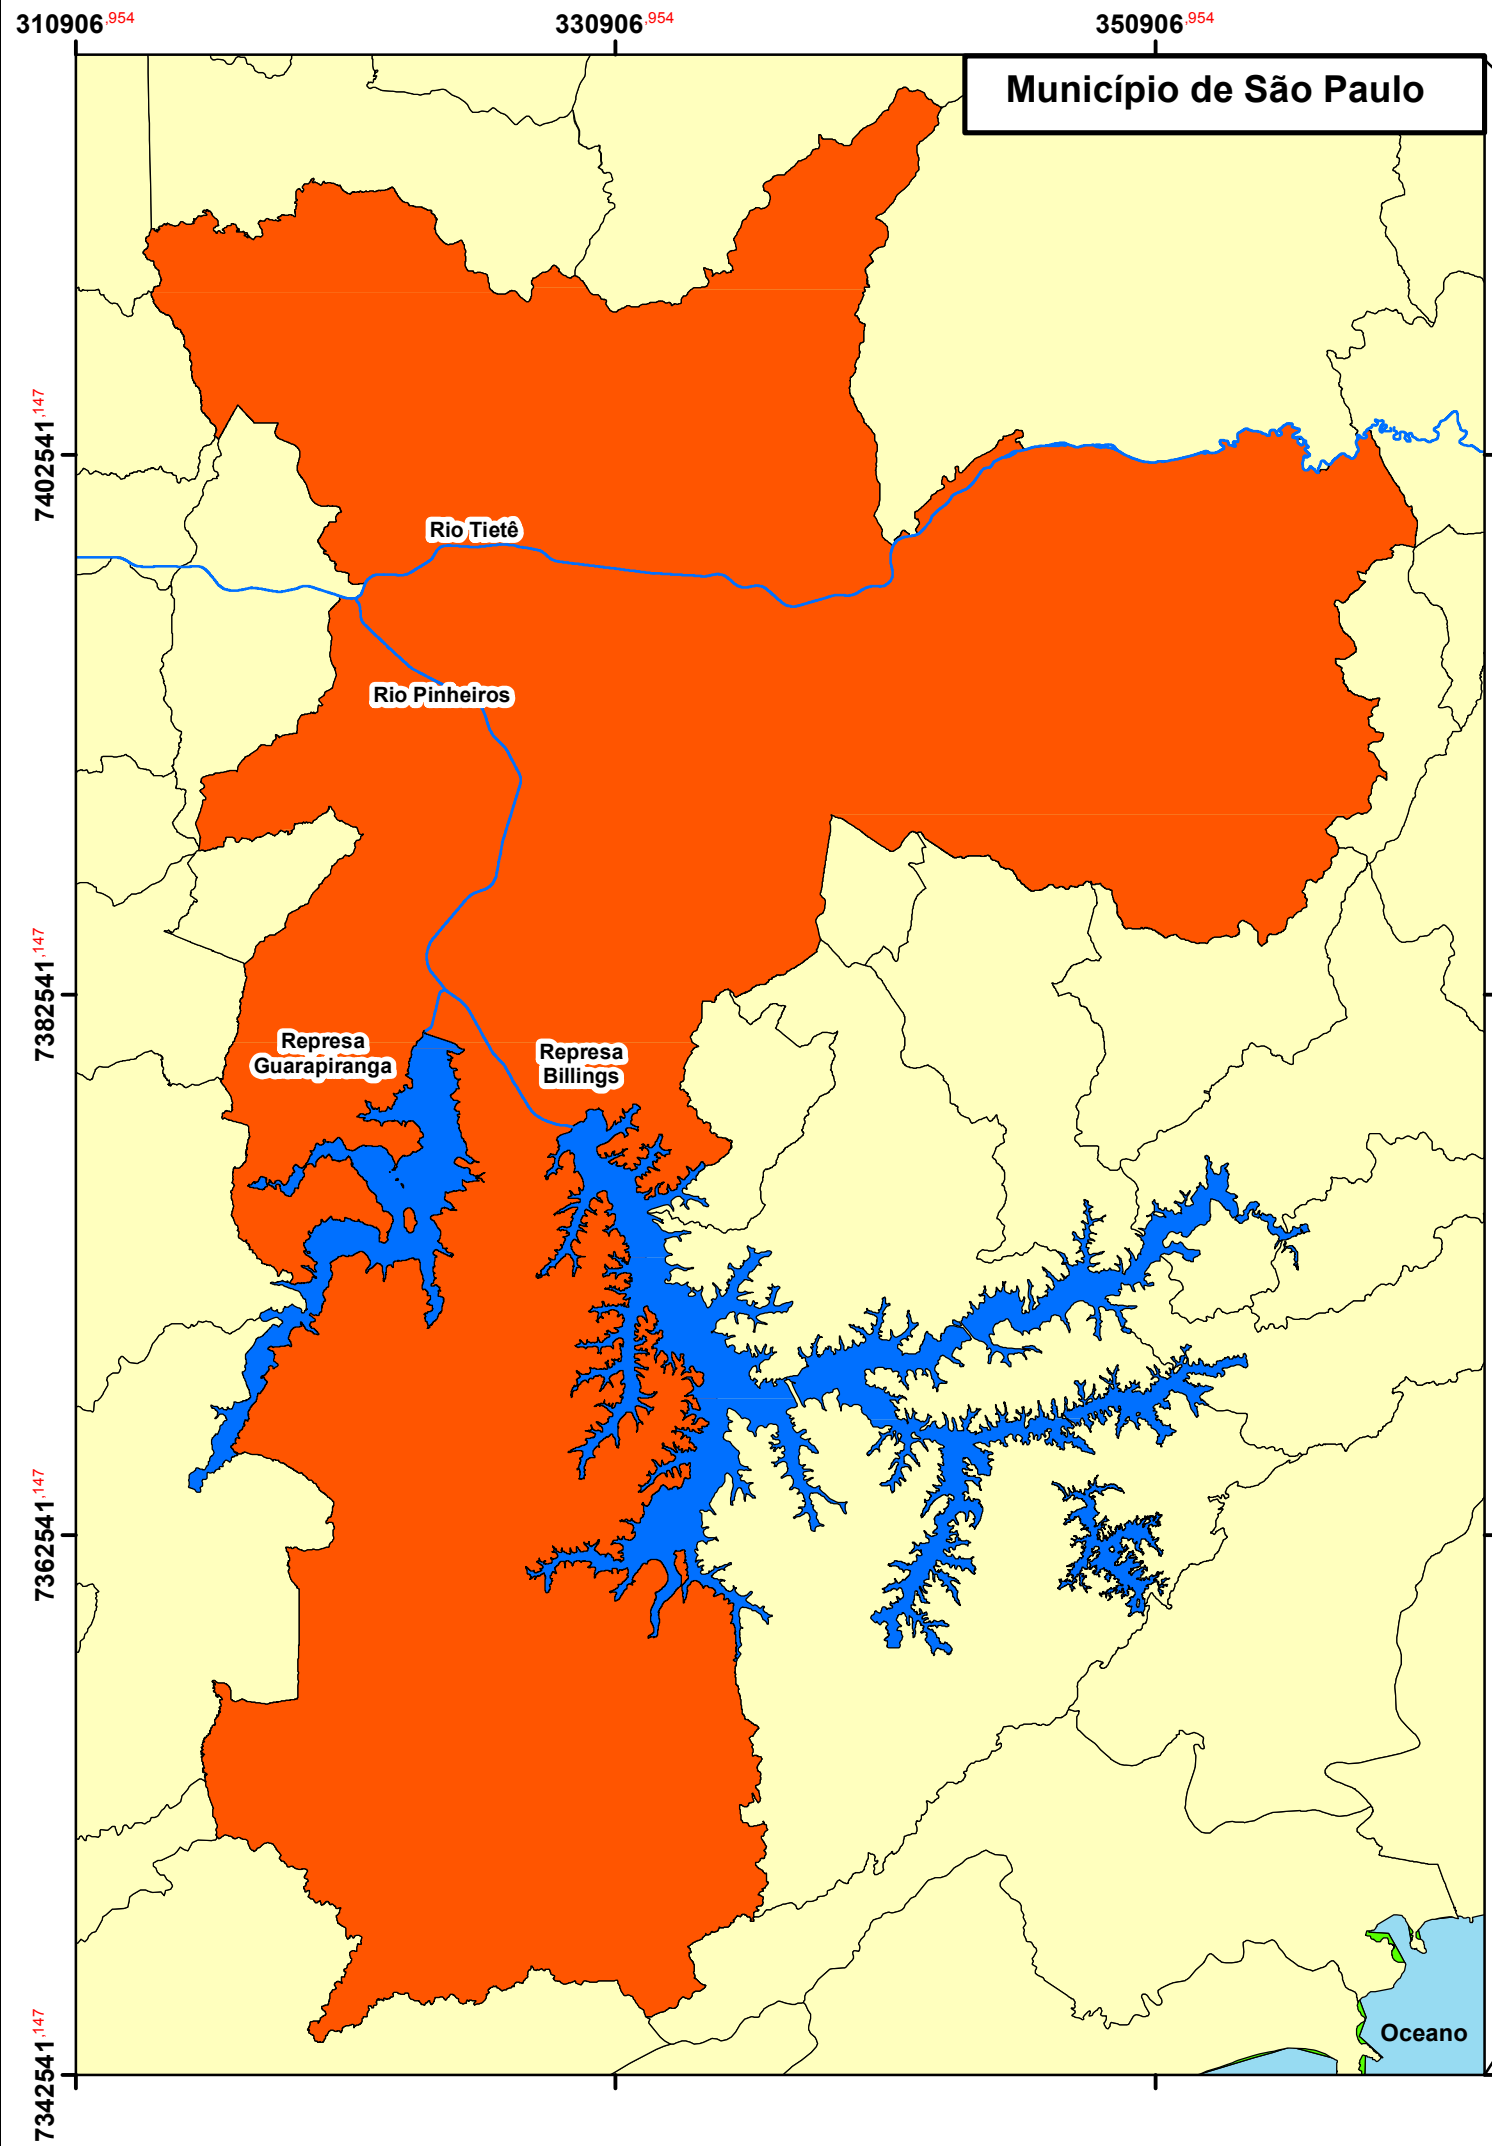 310906,954
330906,954
350906,954
Município de São Paulo
7402541,147
Rio Tietê
Rio Pinheiros
7382541,147
Represa
Guarapiranga
Represa
Billings
7362541,147
7342541,147
Oceano